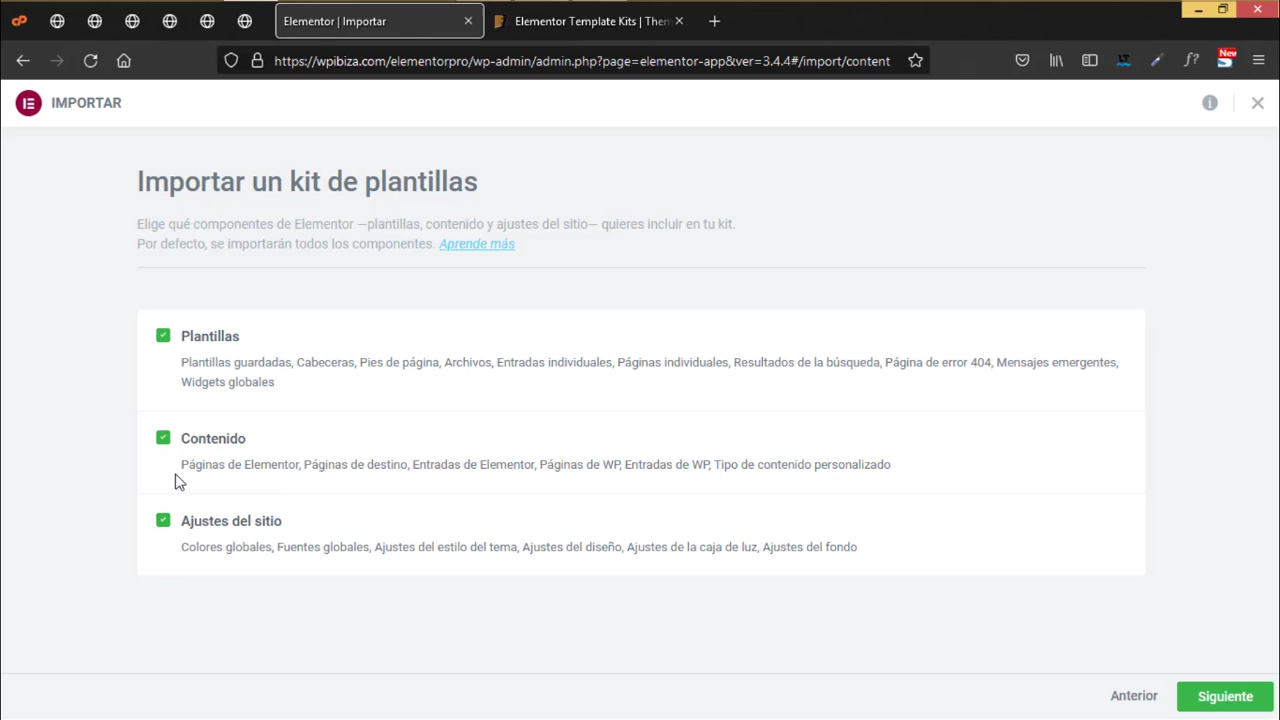 Elementor | Importar
Elementor Template Kits | Them
https://wpibiza.com/elementorpro/wp-admin/admin.php?page=elementor-app&ver=3.4.4#/import/content
New
IMPORTAR
Importar un kit de plantillas
Elige qué componentes de Elementor —plantillas, contenido y ajustes del sitio— quieres incluir en tu kit.
Por defecto, se importarán todos los componentes. Aprende más
Plantillas
Plantillas guardadas, Cabeceras, Pies de página, Archivos, Entradas individuales, Páginas individuales, Resultados de la búsqueda, Página de error 404, Mensajes emergentes,
Widgets globales
Contenido
Páginas de Elementor, Páginas de destino, Entradas de Elementor, Páginas de WP, Entradas de WP, Tipo de contenido personalizado
Ajustes del sitio
Colores globales, Fuentes globales, Ajustes del estilo del tema, Ajustes del diseño, Ajustes de la caja de luz, Ajustes del fondo
Anterior
Siguiente